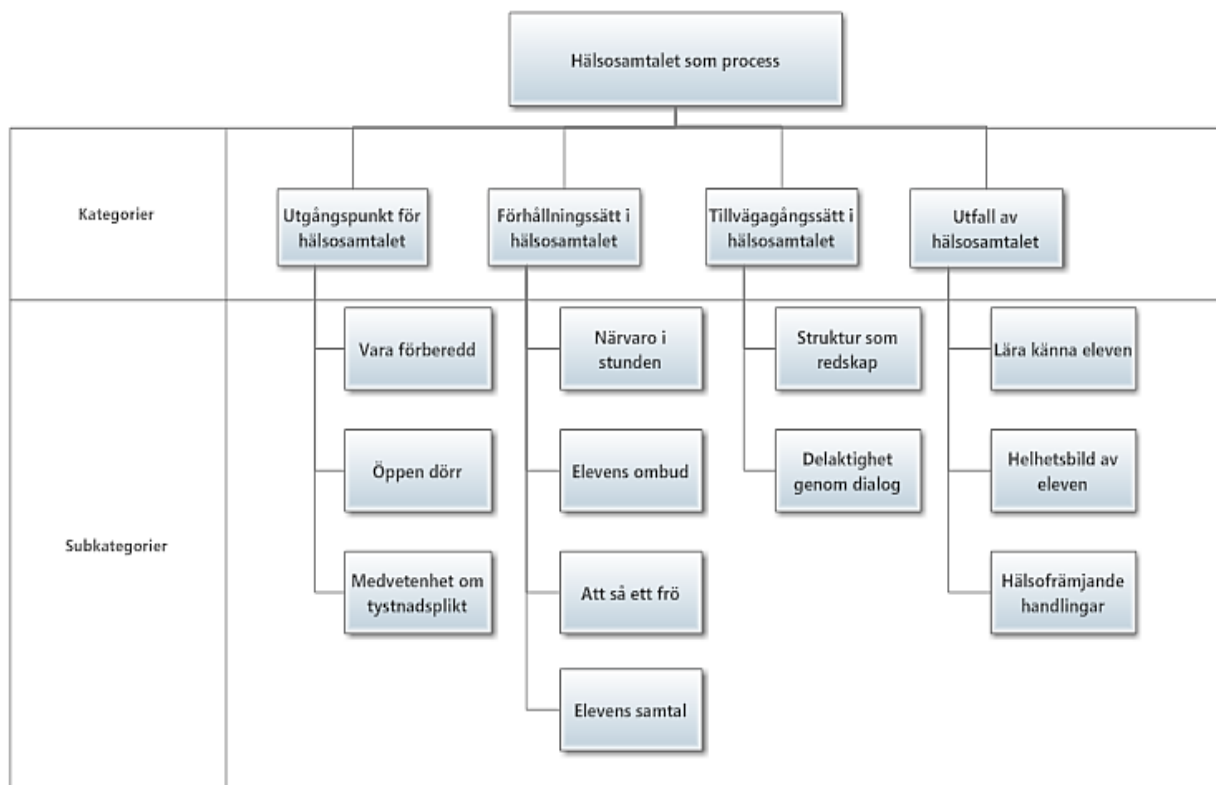 Hälsosamtalet som process
Kategorier
Utgångspunkt för
hälsosamtalet
Förhållningssätt i
hälsosamtalet
Tillvägagångssätt i
hälsosamtalet
Utfall av
hälsosamtalet
Subkategorier
Vara förberedd
Öppen dörr
Medvetenhet om
tystnadsplikt
Närvaro i
stunden
Elevens ombud
Att så ett frö
Elevens samtal
Struktur som
redskap
Delaktighet
genom dialog
Lära känna eleven
Helhetsbild av
eleven
Hälsofrämjande
handlingar